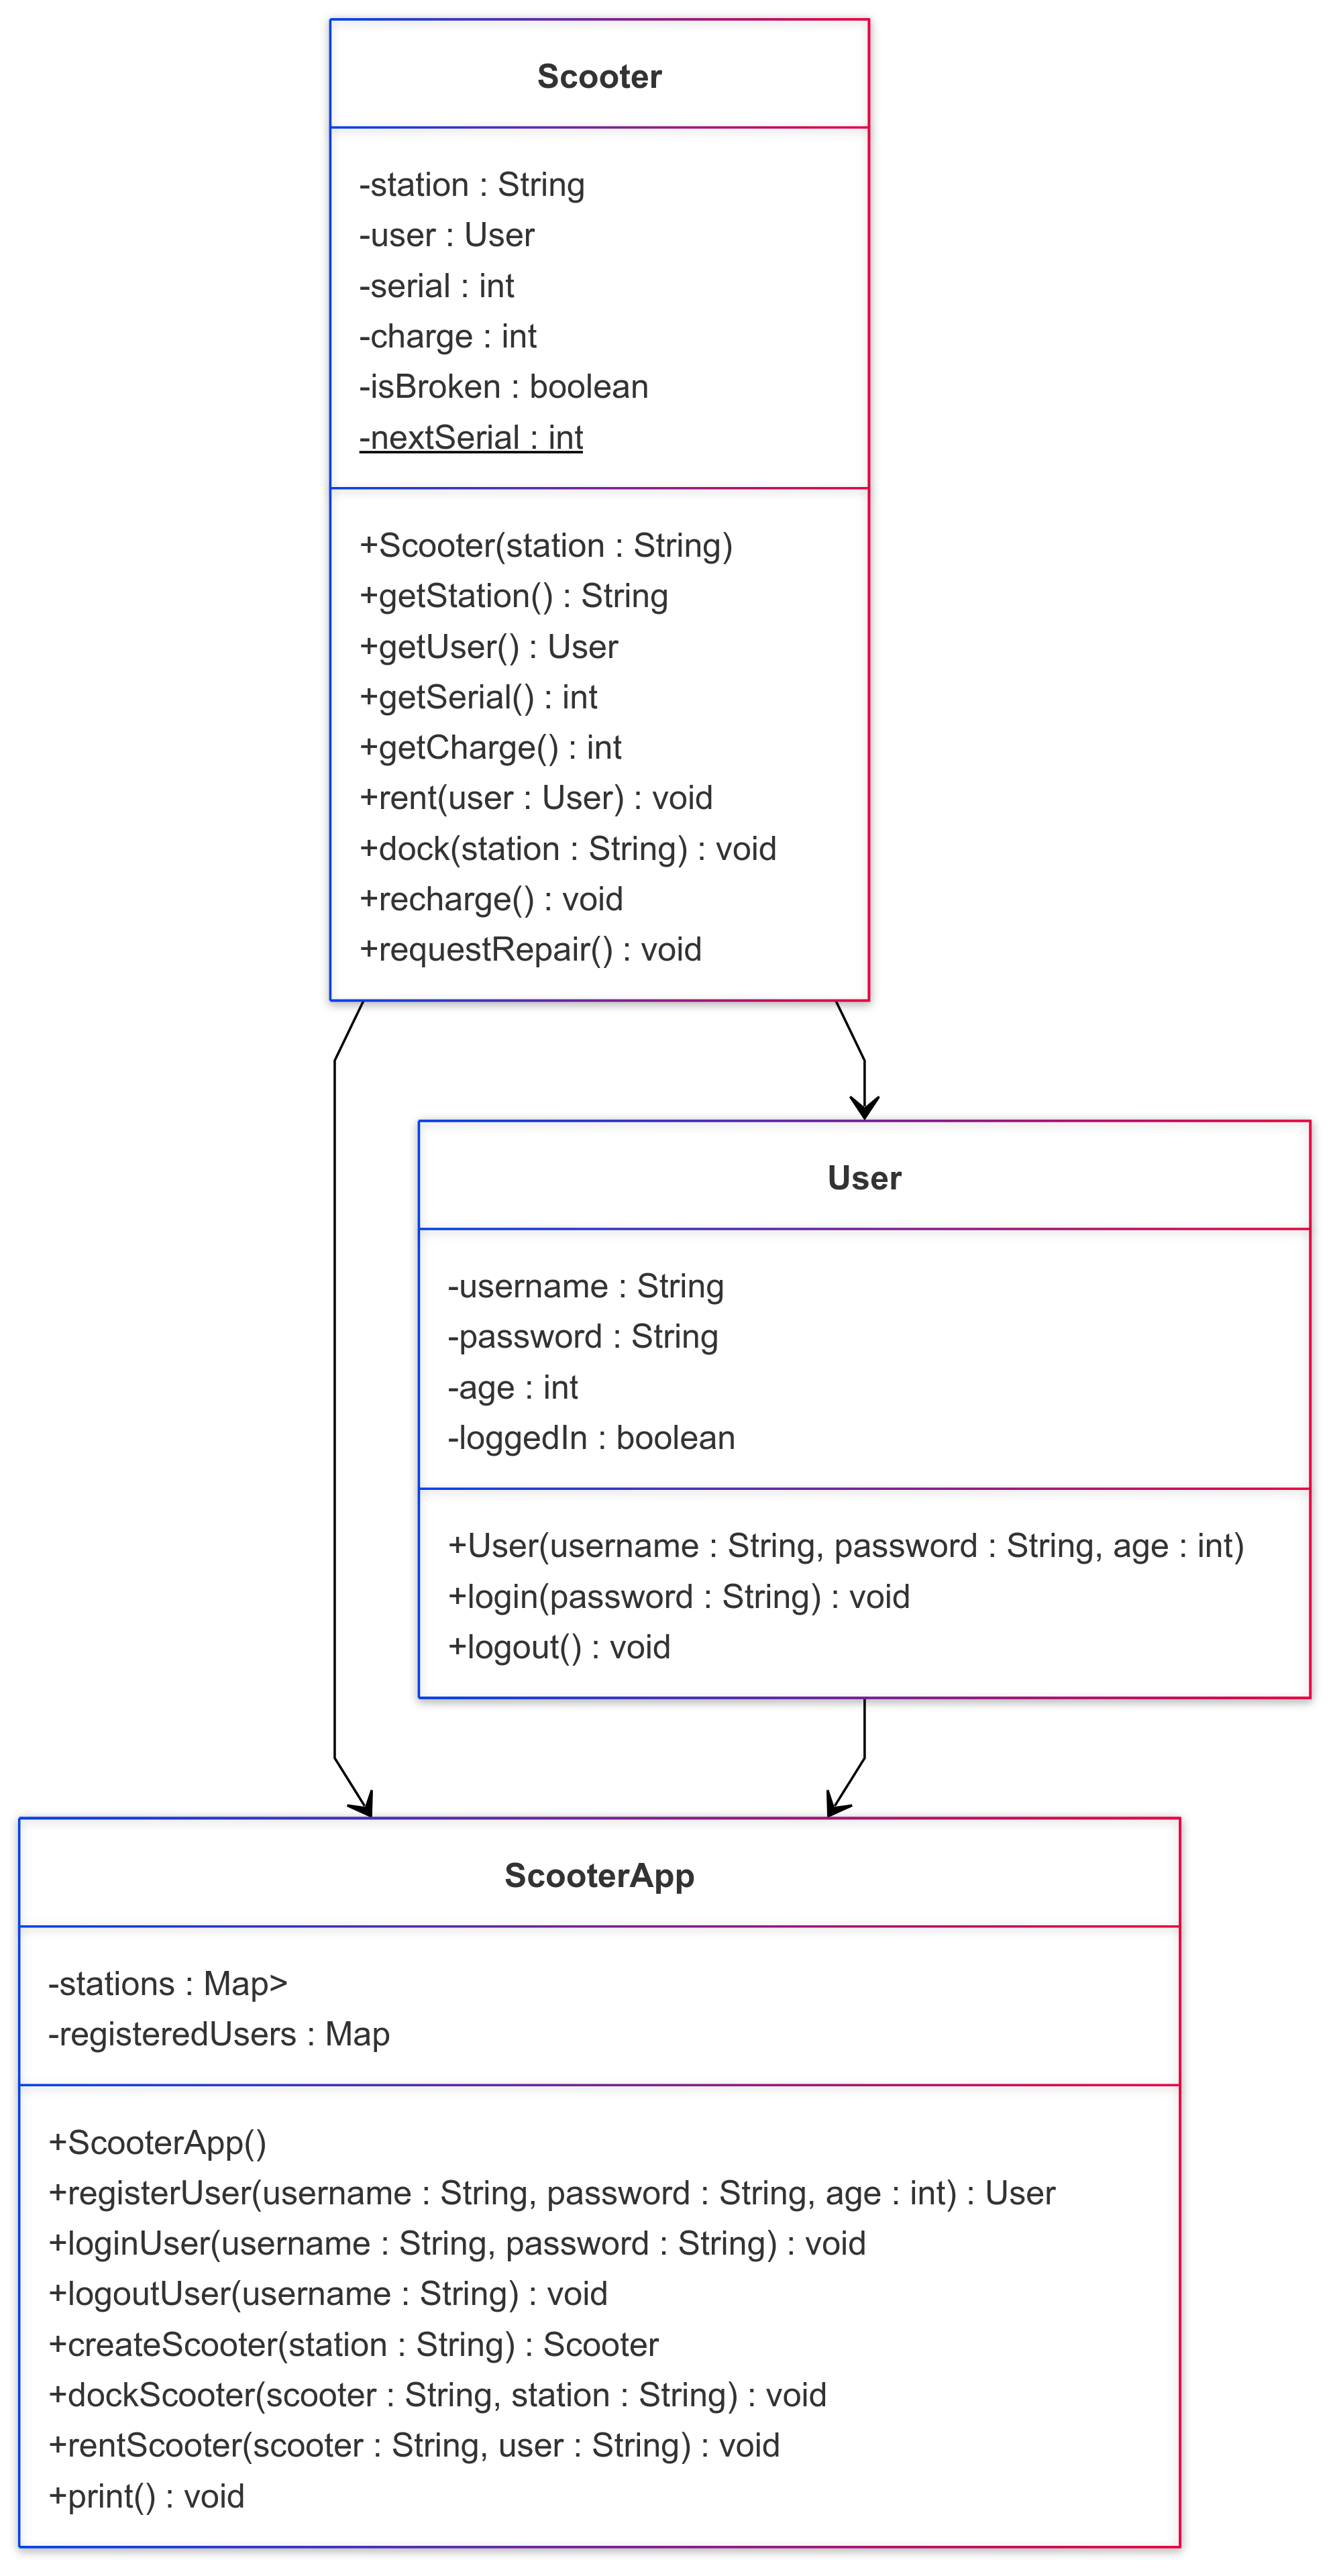 Scooter
-station : String
-user : User
-serial : int
-charge : int
-isBroken : boolean
-nextSerial : int
+Scooter(station : String)
+getStation() : String
+getUser() : User
+getSerial() : int
+getCharge() : int
+rent(user : User) : void
+dock(station : String) : void
+recharge() : void
+requestRepair() : void
User
-username : String
-password : String
-age : int
-loggedIn : boolean
+User(username : String, password : String, age : int)
+login(password : String) : void
+logout() : void
ScooterApp
-stations : Map>
-registeredUsers : Map
+ScooterApp()
+registerUser(username : String, password : String, age : int) : User
+loginUser(username : String, password : String) : void
+logoutUser(username : String) : void
+createScooter(station : String) : Scooter
+dockScooter(scooter : String, station : String) : void
+rentScooter(scooter : String, user : String) : void
+print() : void